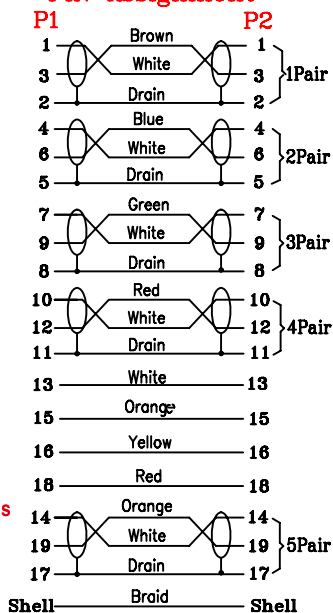 P1 P2
1 Brown 1
3 White 3 1Pair
2 Drain 2
4 Blue 4
6 White 6 2Pair
5 Drain 5
7 Green 7
9 White 9 3Pair
8 Drain 8
10 Red 10
12 White 12 4Pair
11 Drain 11
13 White 13
15 Orange 15
16 Yellow 16
18 Red 18
s
14 Orange 14
19 White 19 5Pair
17 Drain 17
Shell Braid Shell